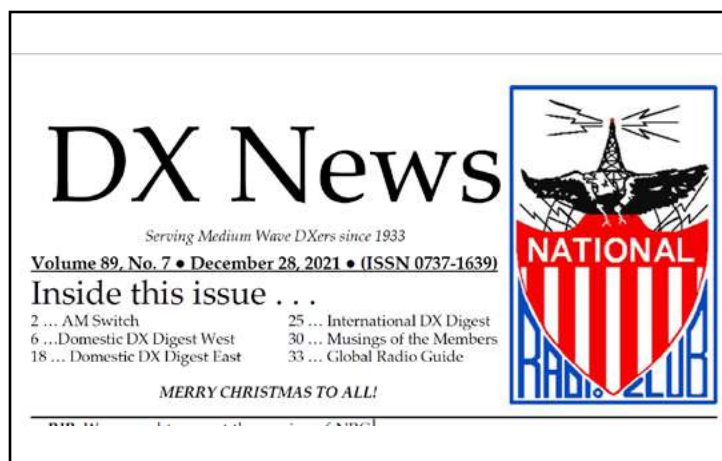 DX News
Serving Medium Wave DXers since 1933
Volume 89, No. 7 ● December 28, 2021 ● (ISSN 0737-1639)
Inside this issue . . .
2 … AM Switch
6 …Domestic DX Digest West
18 … Domestic DX Digest East
25 … International DX Digest
30 … Musings of the Members
33 … Global Radio Guide
MERRY CHRISTMAS TO ALL!
NATIONAL
RADIO CLUB